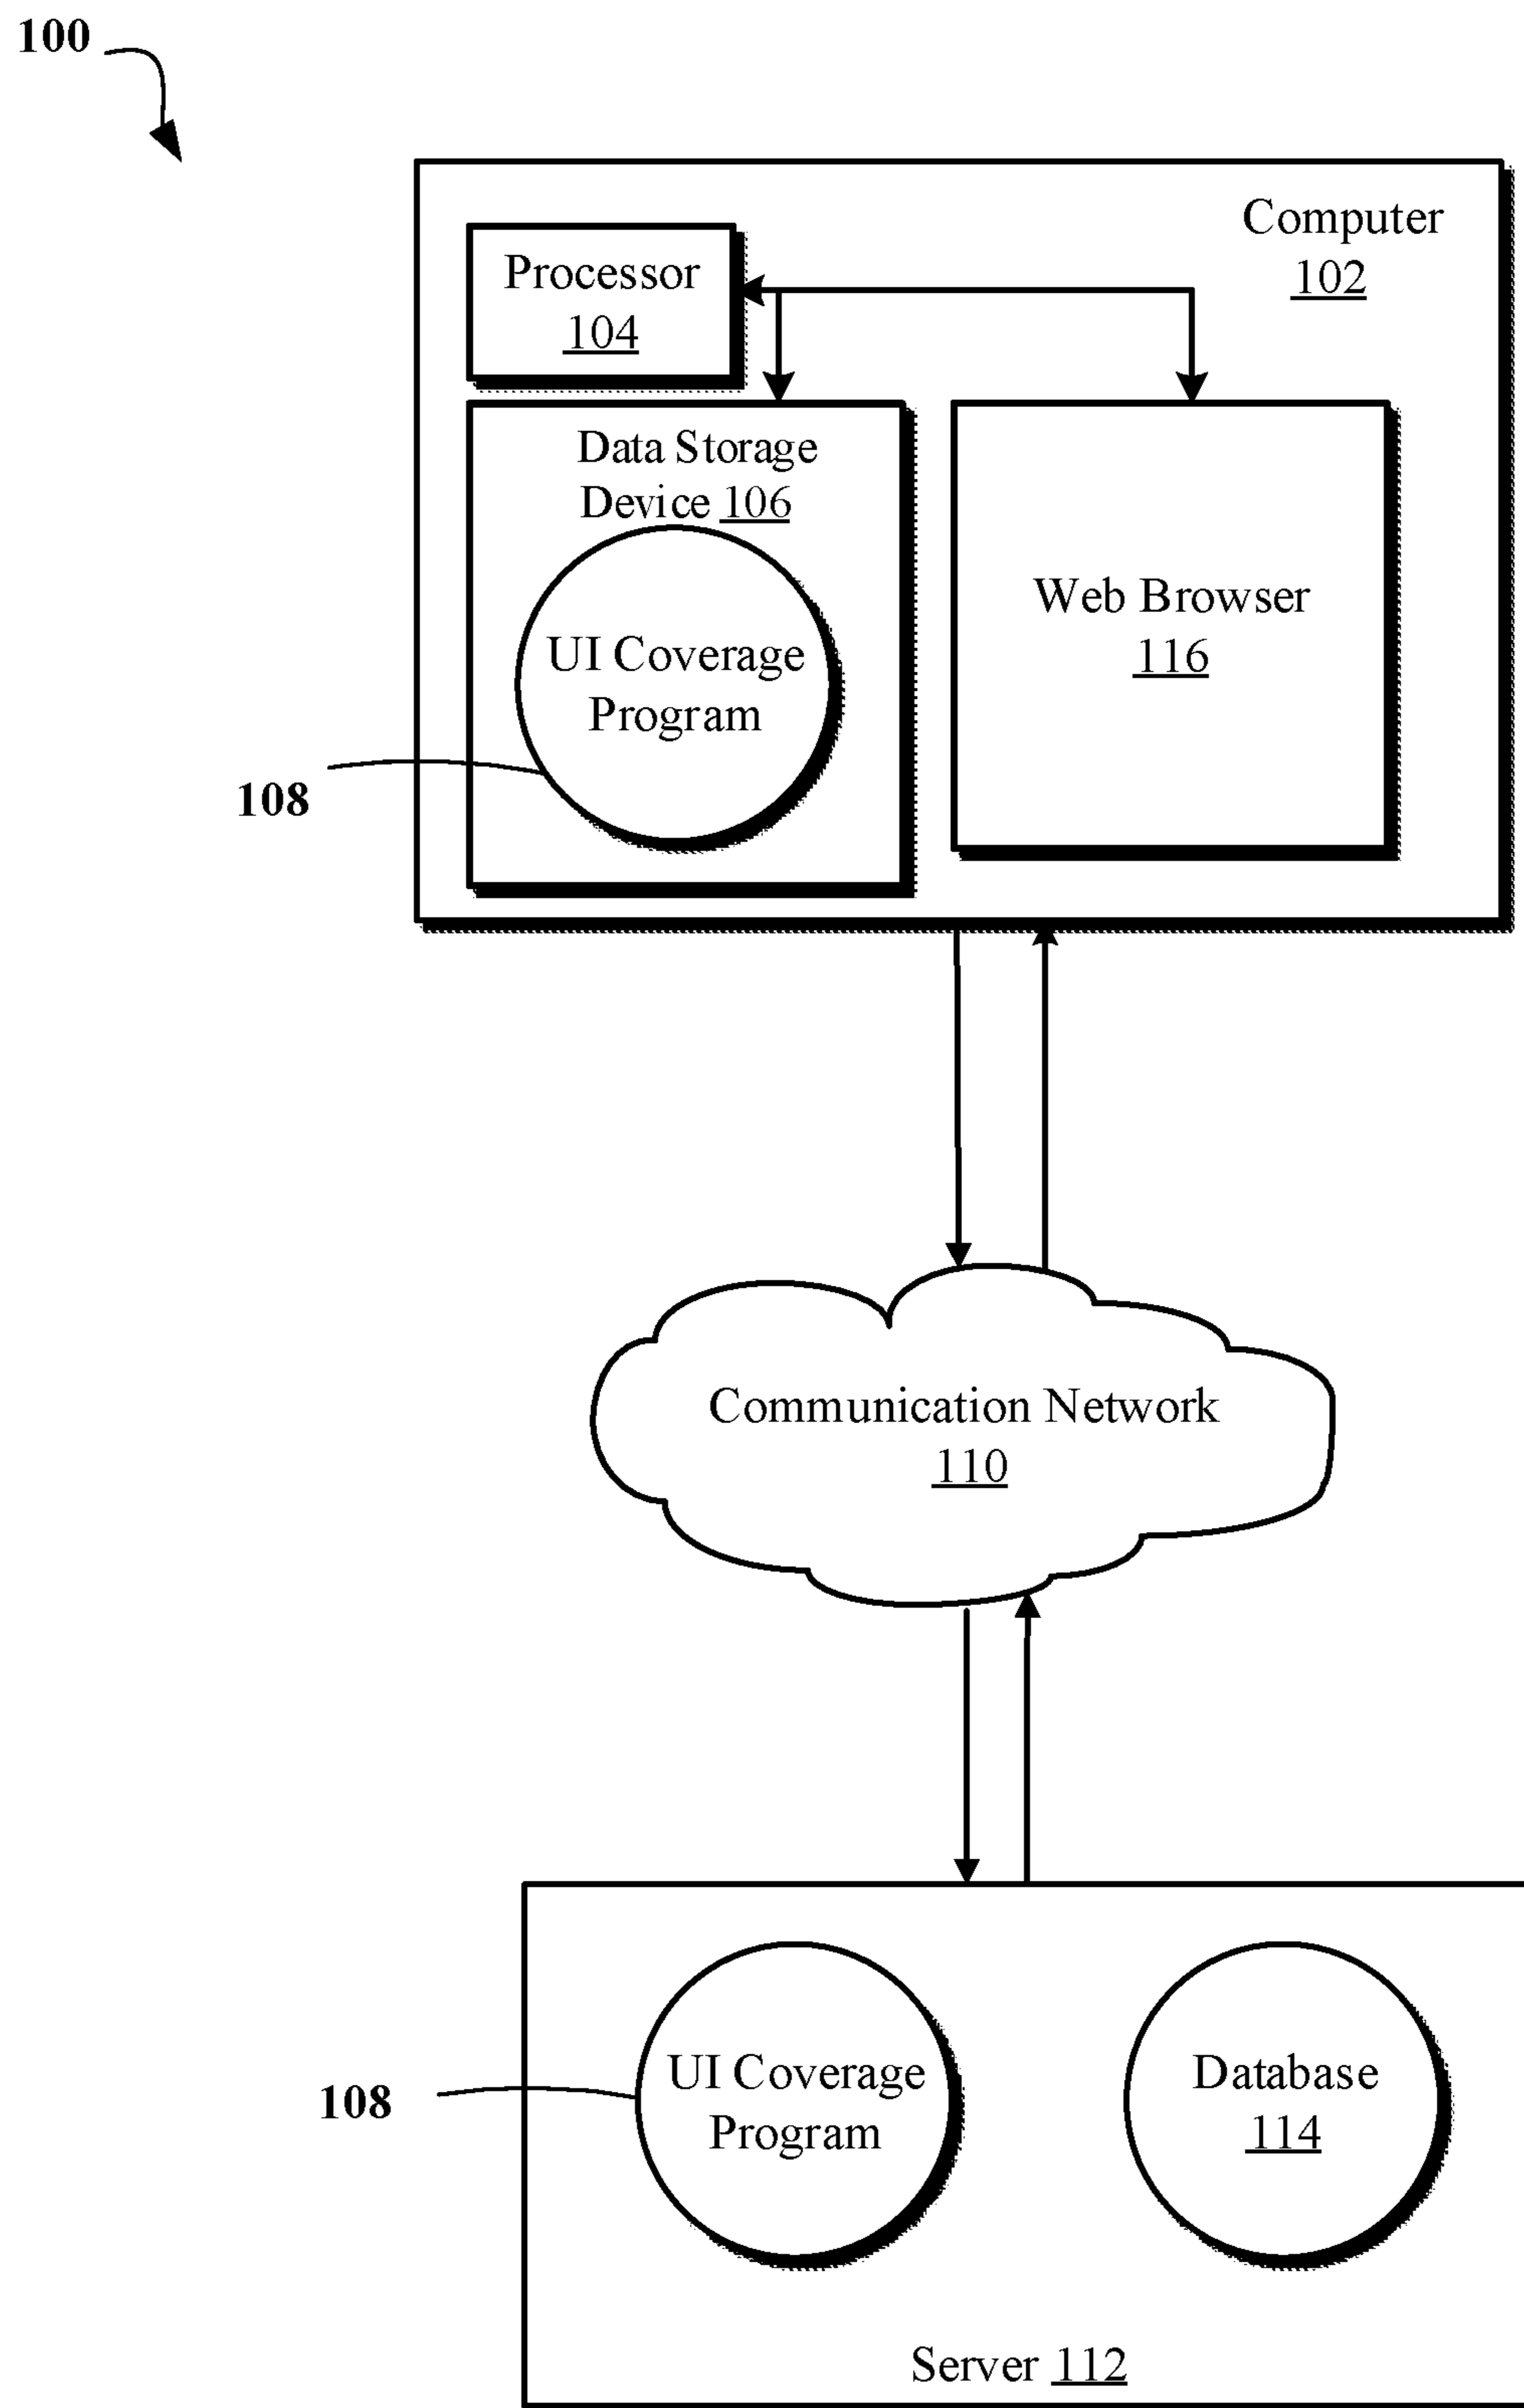 100
Computer
102
Processor
104
Data Storage
Device 106
UI Coverage
Program
108
Web Browser
116
Communication Network
110
UI Coverage
Program
108
Database
114
Server 112